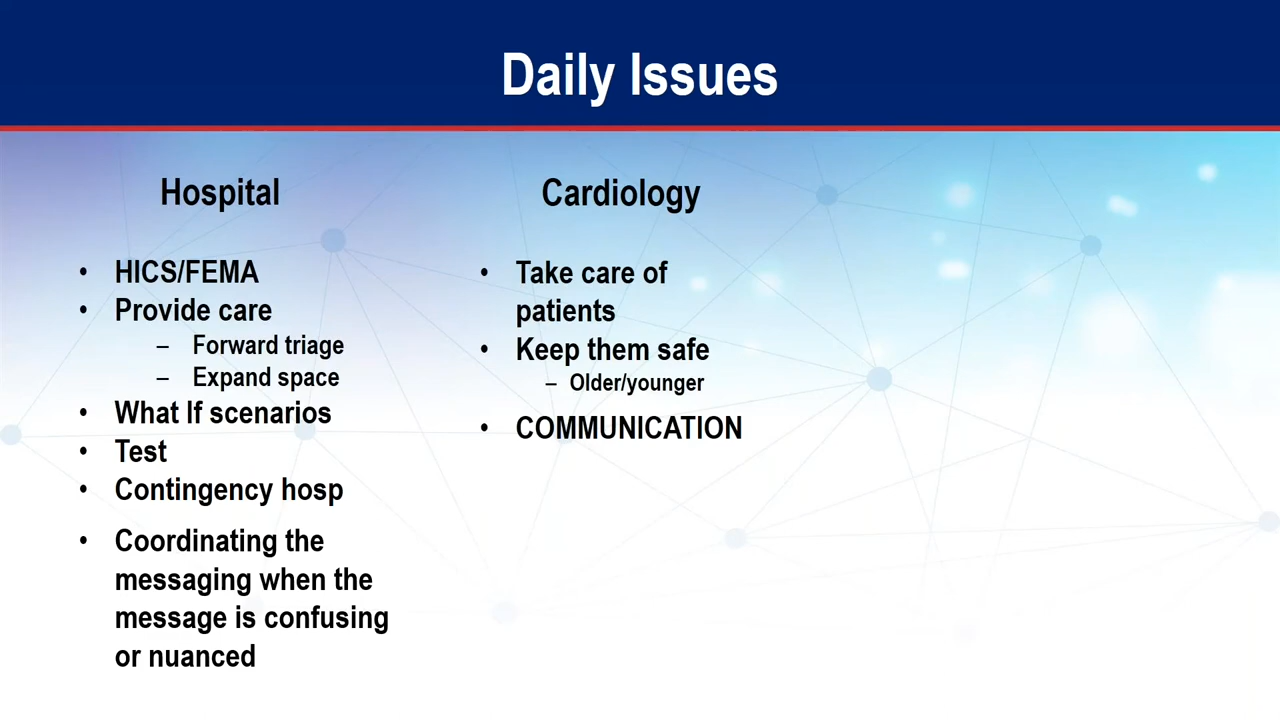 Daily Issues
Hospital
• HICS/FEMA
• Provide care
– Forward triage
– Expand space
• What If scenarios
• Test
• Contingency hosp
• Coordinating the
messaging when the
message is confusing
or nuanced
Cardiology
• Take care of
patients
• Keep them safe
– Older/younger
• COMMUNICATION